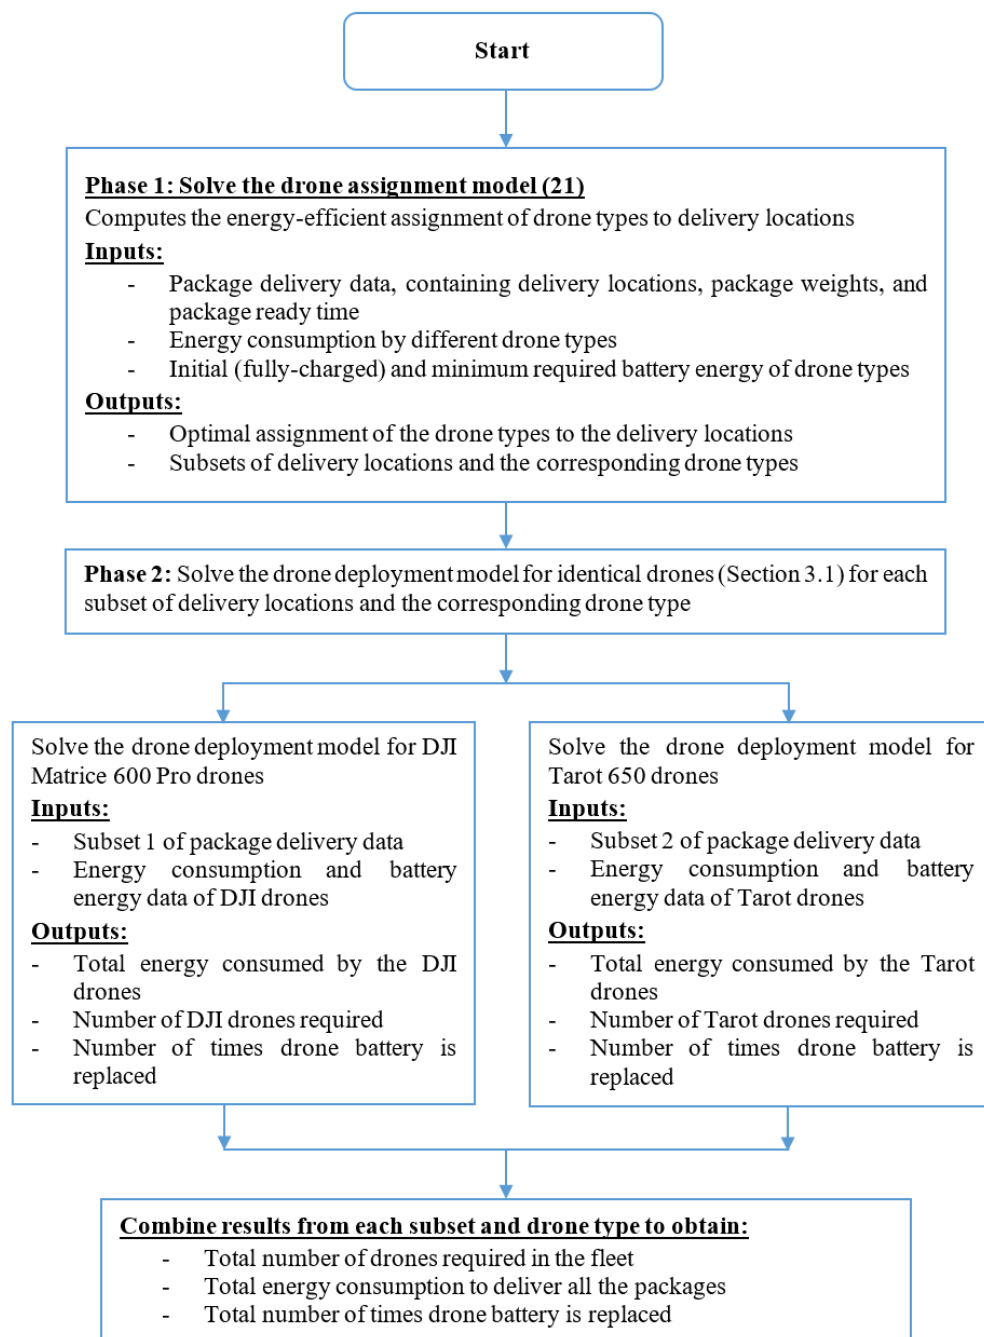 Start
Phase 1: Solve the drone assignment model (21)
Computes the energy-efficient assignment of drone types to delivery locations
Inputs:
- Package delivery data, containing delivery locations, package weights, and
package ready time
- Energy consumption by different drone types
- Initial (fully-charged) and minimum required battery energy of drone types
Outputs:
- Optimal assignment of the drone types to the delivery locations
- Subsets of delivery locations and the corresponding drone types
Phase 2: Solve the drone deployment model for identical drones (Section 3.1) for each
subset of delivery locations and the corresponding drone type
Solve the drone deployment model for DJI
Matrice 600 Pro drones
Inputs:
- Subset 1 of package delivery data
- Energy consumption and battery
energy data of DJI drones
Outputs:
- Total energy consumed by the DJI
drones
- Number of DJI drones required
- Number of times drone battery is
replaced
Solve the drone deployment model for
Tarot 650 drones
Inputs:
- Subset 2 of package delivery data
- Energy consumption and battery
energy data of Tarot drones
Outputs:
- Total energy consumed by the Tarot
drones
- Number of Tarot drones required
- Number of times drone battery is
replaced
Combine results from each subset and drone type to obtain:
- Total number of drones required in the fleet
- Total energy consumption to deliver all the packages
- Total number of times drone battery is replaced